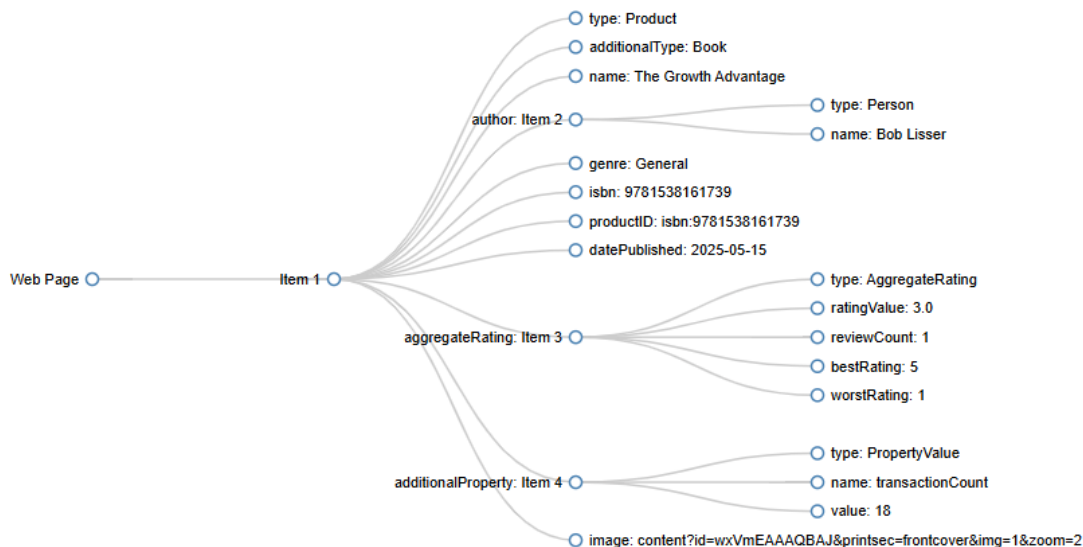 type: Product
additionalType: Book
name: The Growth Advantage
author: Item 2
type: Person
name: Bob Lisser
genre: General
isbn: 9781538161739
productID: isbn:9781538161739
datePublished: 2025-05-15
Web Page
Item 1
aggregateRating: Item 3
type: AggregateRating
ratingValue: 3.0
reviewCount: 1
bestRating: 5
worstRating: 1
additionalProperty: Item 4
type: PropertyValue
name: transactionCount
value: 18
image: content?id=wxVmEAAAQBAJ&printsec=frontcover&img=1&zoom=2